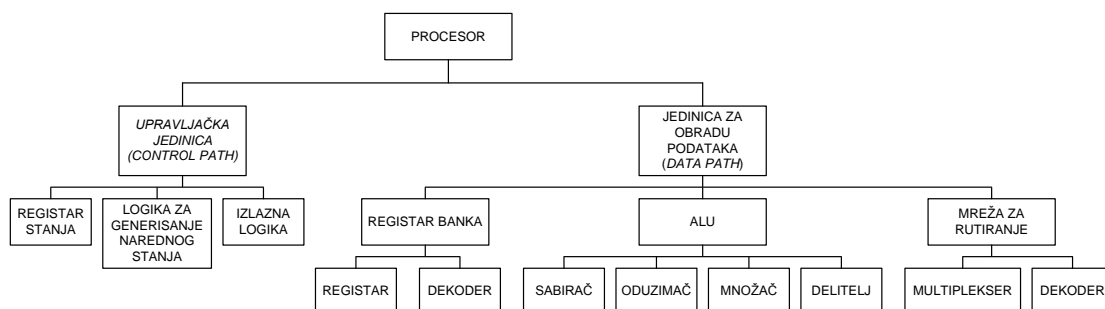 PROCESOR
UPRAVLJAČKA
JEDINICA
(CONTROL PATH)
JEDINICA ZA
OBRADU
PODATAKA
(DATA PATH)
REGISTAR
STANJA
LOGIKA ZA
GENERISANJE
NAREDNOG
STANJA
IZLAZNA
LOGIKA
REGISTAR BANKA
ALU
MREŽA ZA
RUTIRANJE
REGISTAR
DEKODER
SABIRAČ
ODUZIMAČ
MNOŽAČ
DELITELJ
MULTIPLEKSER
DEKODER